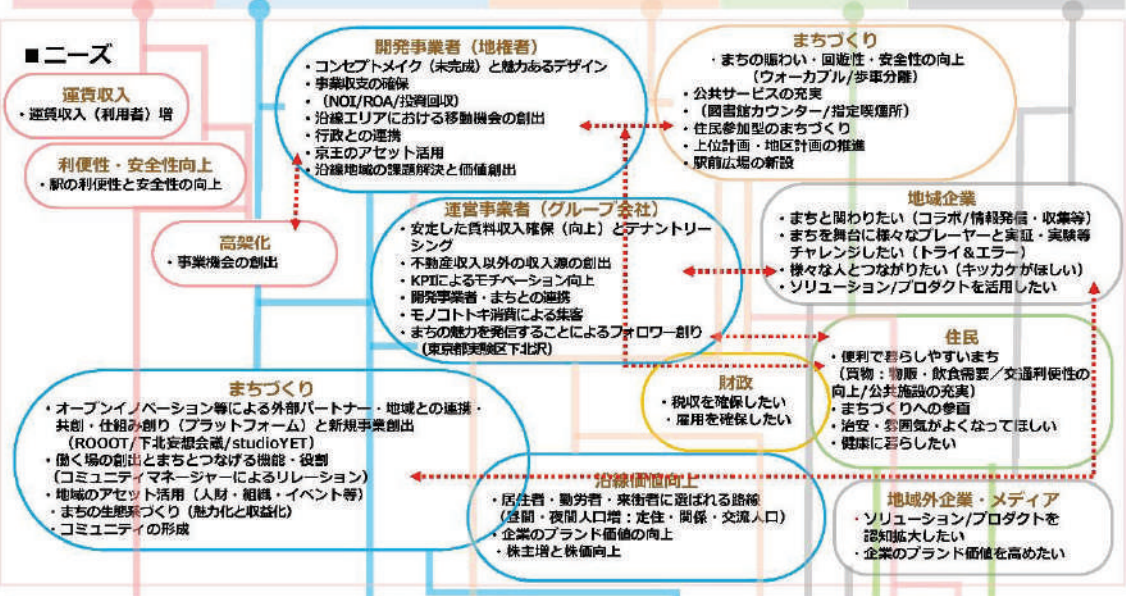 ■ニーズ
運賃収入
・運賃収入（利用者）増
利便性・安全性向上
・駅の利便性と安全性の向上
高架化
・事業機会の創出
開発事業者（地権者）
・コンセプトメイク（未完成）と魅力あるデザイン
・事業収支の確保
・（NOI/ROA/投資回収）
・沿線エリアにおける移動機会の創出
・行政との連携
・京王のアセット活用
・沿線地域の課題解決と価値創出
まちづくり
・まちの賑わい・回遊性・安全性の向上
（ウォーカブル/歩車分離）
・公共サービスの充実
・（図書館カウンター/指定喫煙所）
・住民参加型のまちづくり
・上位計画・地区計画の推進
・駅前広場の新設
運営事業者（グループ会社）
・安定した賃料収入確保（向上）とテナントリー
シング
・不動産収入以外の収入源の創出
・KPIによるモチベーション向上
・開発事業者・まちとの連携
・モノコトトキ消費による集客
・まちの魅力を発信することによるフォロワー創り
（東京都実験区下北沢）
地域企業
・まちと関わりたい（コラボ/情報発信・収集等）
・まちを舞台に様々なプレーヤーと実証・実験等
チャレンジしたい（トライ＆エラー）
・様々な人とつながりたい（キッカケがほしい）
・ソリューション/プロダクトを活用したい
住民
・便利で暮らしやすいまち
（買物：物販・飲食需要／交通利便性の
向上/公共施設の充実）
・まちづくりへの参画
・治安・雰囲気がよくなってほしい
・健康に暮らしたい
財政
・税収を確保したい
・雇用を確保したい
まちづくり
・オープンイノベーション等による外部パートナー・地域との連携・
共創・仕組み創り（プラットフォーム）と新規事業創出
（ROOOT/下北妄想会議/studioYET）
・働く場の創出とまちとつなげる機能・役割
（コミュニティマネージャーによるリレーション）
・地域のアセット活用（人財・組織・イベント等）
・まちの生態系づくり（魅力化と収益化）
・コミュニティの形成
沿線価値向上
・居住者・勤労者・来街者に選ばれる路線
（昼間・夜間人口増：定住・関係・交流人口）
・企業のブランド価値の向上
・株主増と株価向上
地域外企業・メディア
・ソリューション/プロダクトを
認知拡大したい
・企業のブランド価値を高めたい